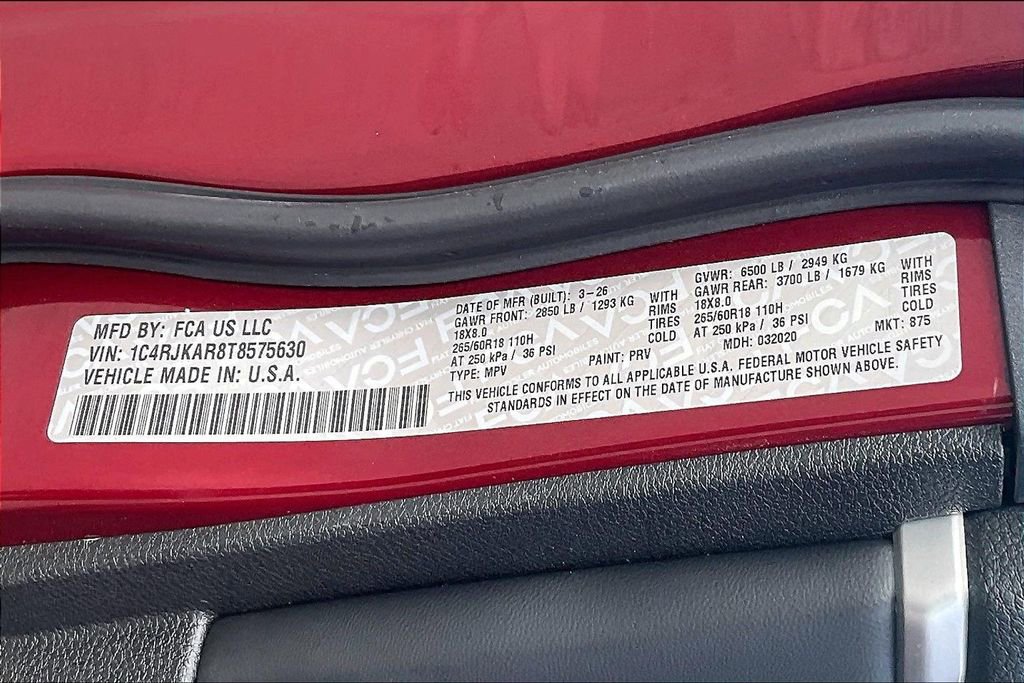 MFD BY: FCA US LLC
VIN: 1C4RJKAR8T8575630
VEHICLE MADE IN: U.S.A.
DATE OF MFR (BUILT): 3-26
GAWR FRONT: 2850 LB / 1293 KG WITH
18X8.0 RIMS
265/60R18 110H TIRES
AT 250 kPa / 36 PSI COLD
TYPE: MPV PAINT: PRV
GVWR: 6500 LB / 2949 KG
GAWR REAR: 3700 LB / 1679 KG WITH
18X8.0 RIMS
265/60R18 110H TIRES
AT 250 kPa / 36 PSI COLD
MDH: 032020 MKT: 875
THIS VEHICLE CONFORMS TO ALL APPLICABLE U.S.A. FEDERAL MOTOR VEHICLE SAFETY
STANDARDS IN EFFECT ON THE DATE OF MANUFACTURE SHOWN ABOVE.